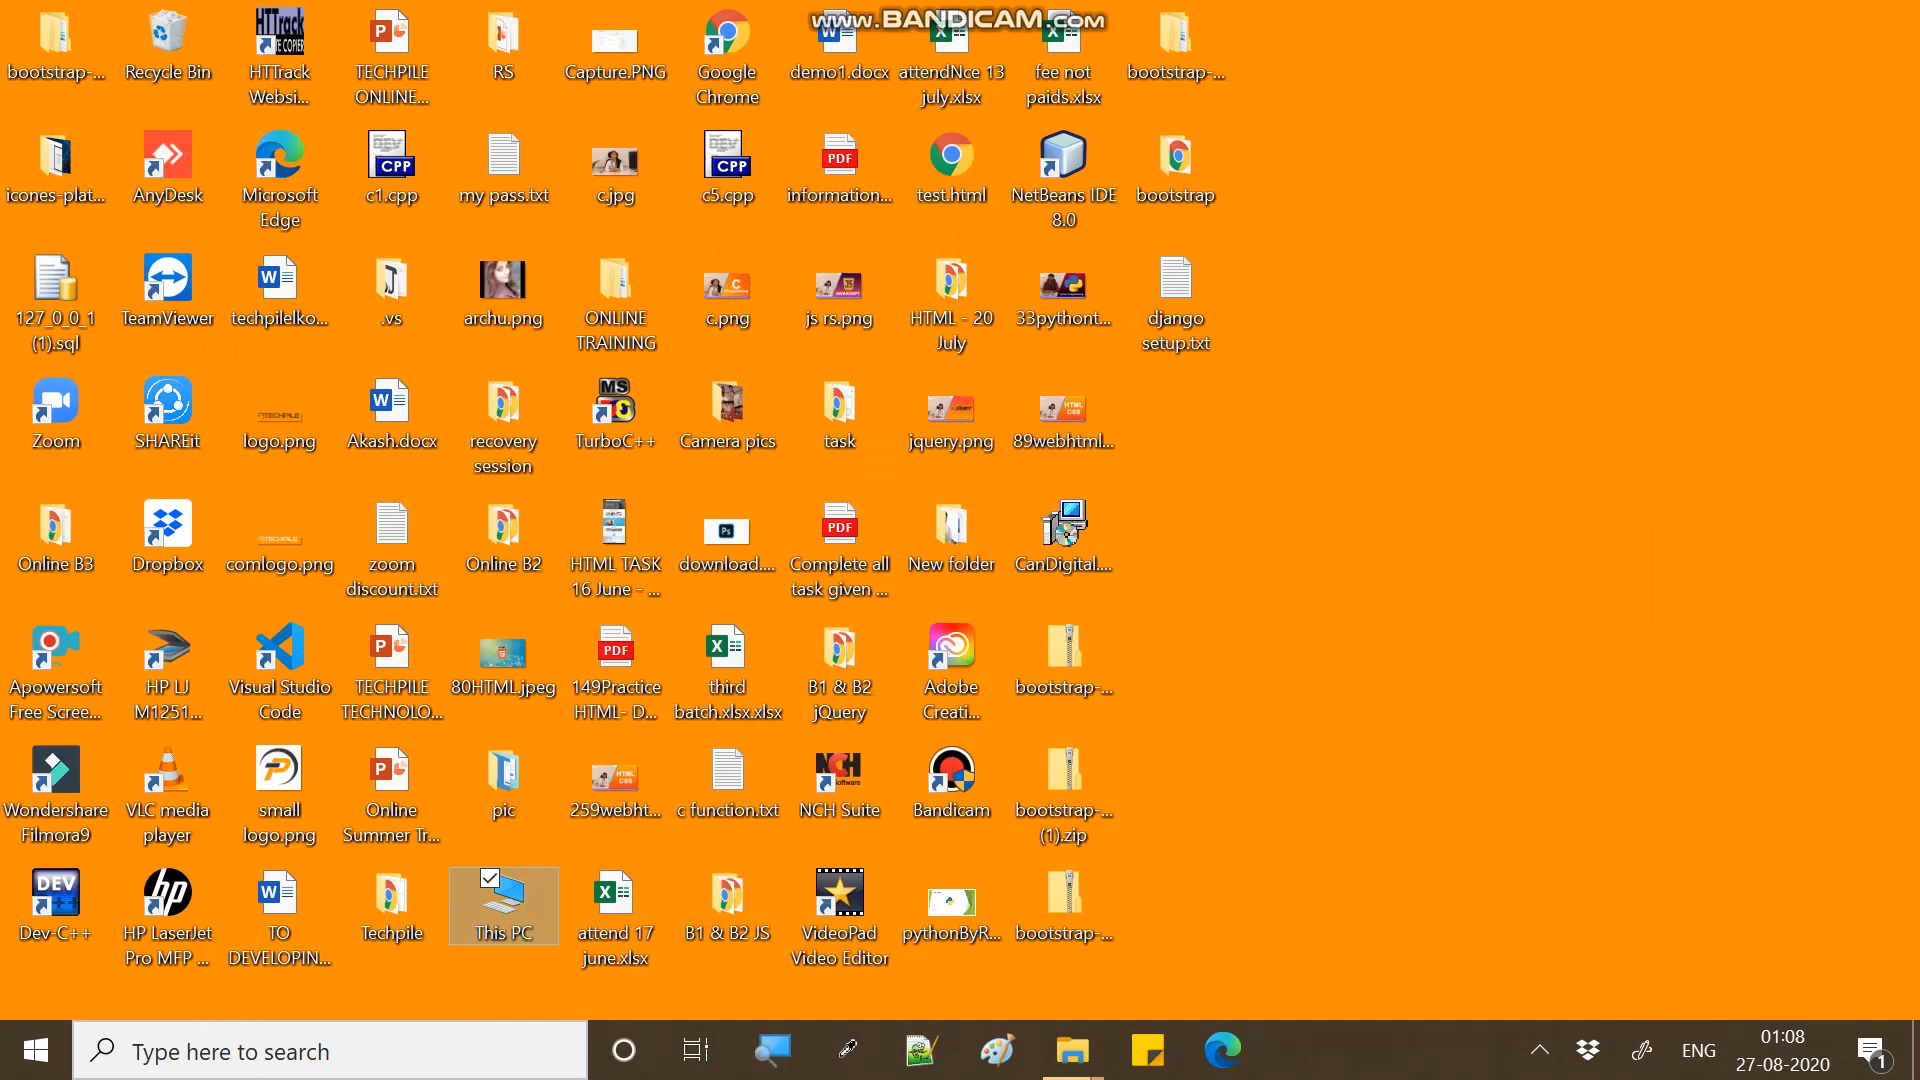 www.BANDICAM.com
bootstrap-...
Recycle Bin
HTTrack
Websi...
TECHPILE
ONLINE...
RS
Capture.PNG
Google
Chrome
demo1.docx
attendNce 13
july.xlsx
fee not
paids.xlsx
bootstrap-...
icones-plat...
AnyDesk
Microsoft
Edge
c1.cpp
my pass.txt
c.jpg
c5.cpp
information...
test.html
NetBeans IDE
8.0
bootstrap
127_0_0_1
(1).sql
TeamViewer
techpilelko...
.vs
archu.png
ONLINE
TRAINING
c.png
js rs.png
HTML - 20
July
33pythont...
django
setup.txt
Zoom
SHAREit
logo.png
Akash.docx
recovery
session
TurboC++
Camera pics
task
jquery.png
89webhtml...
Online B3
Dropbox
comlogo.png
zoom
discount.txt
Online B2
HTML TASK
16 June - ...
download....
Complete all
task given ...
New folder
CanDigital....
Apowersoft
Free Scree...
HP LJ
M1251...
Visual Studio
Code
TECHPILE
TECHNOLO...
80HTML.jpeg
149Practice
HTML- D...
third
batch.xlsx.xlsx
B1 & B2
jQuery
Adobe
Creati...
bootstrap-...
Wondershare
Filmora9
VLC media
player
small
logo.png
Online
Summer Tr...
pic
259webht...
c function.txt
NCH Suite
Bandicam
bootstrap-...
(1).zip
Dev-C++
HP LaserJet
Pro MFP ...
TO
DEVELOPIN...
Techpile
This PC
attend 17
june.xlsx
B1 & B2 JS
VideoPad
Video Editor
pythonByR...
bootstrap-...
Type here to search
ENG
01:08
27-08-2020
1